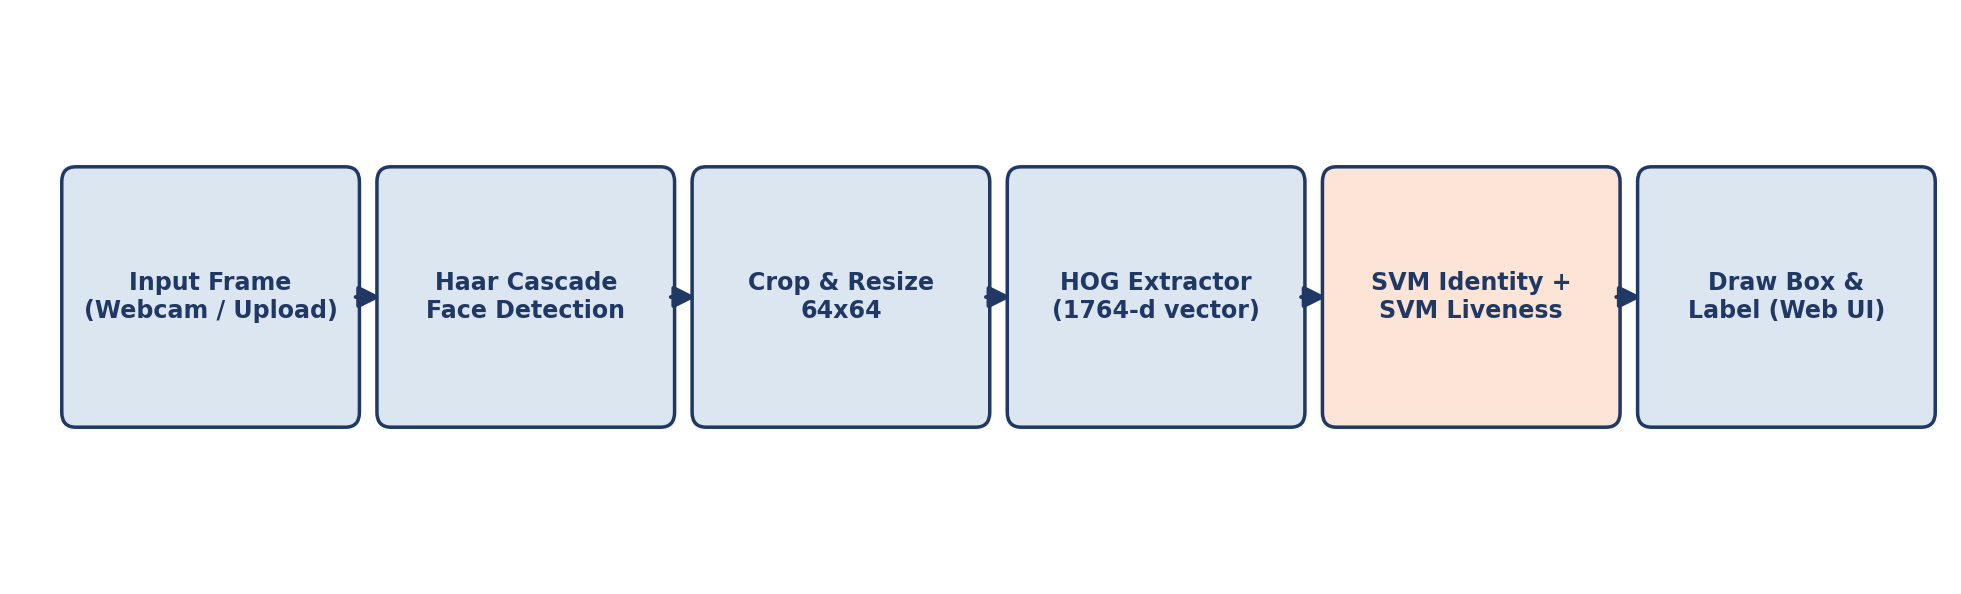 Input Frame
(Webcam / Upload)
Haar Cascade
Face Detection
Crop & Resize
64x64
HOG Extractor
(1764-d vector)
SVM Identity +
SVM Liveness
Draw Box &
Label (Web UI)